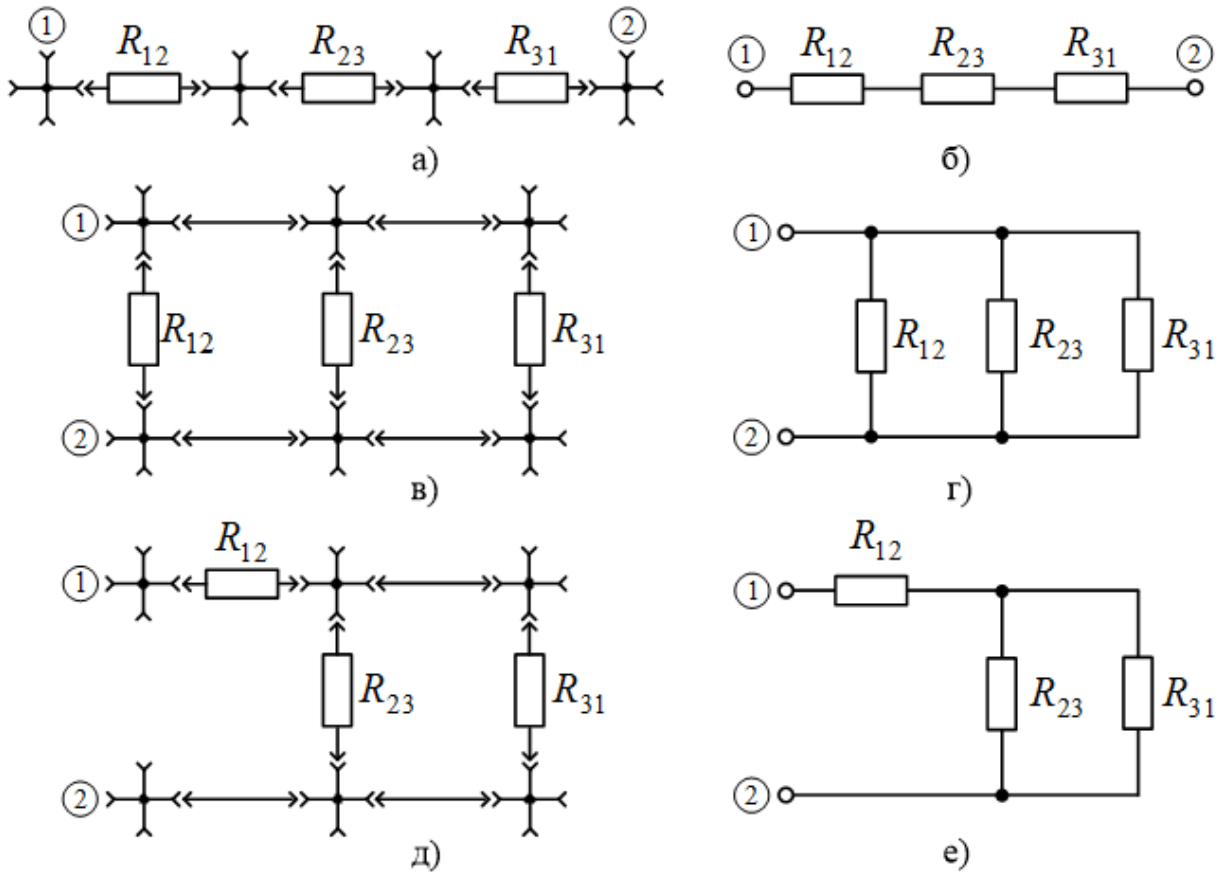 ① R₁₂ R₂₃ R₃₁ ②
а)
① R₁₂ R₂₃ R₃₁ ②
б)
①
R₁₂ R₂₃ R₃₁
②
в)
①
R₁₂ R₂₃ R₃₁
②
г)
R₁₂
①
R₂₃ R₃₁
②
д)
R₁₂
①
R₂₃ R₃₁
②
е)